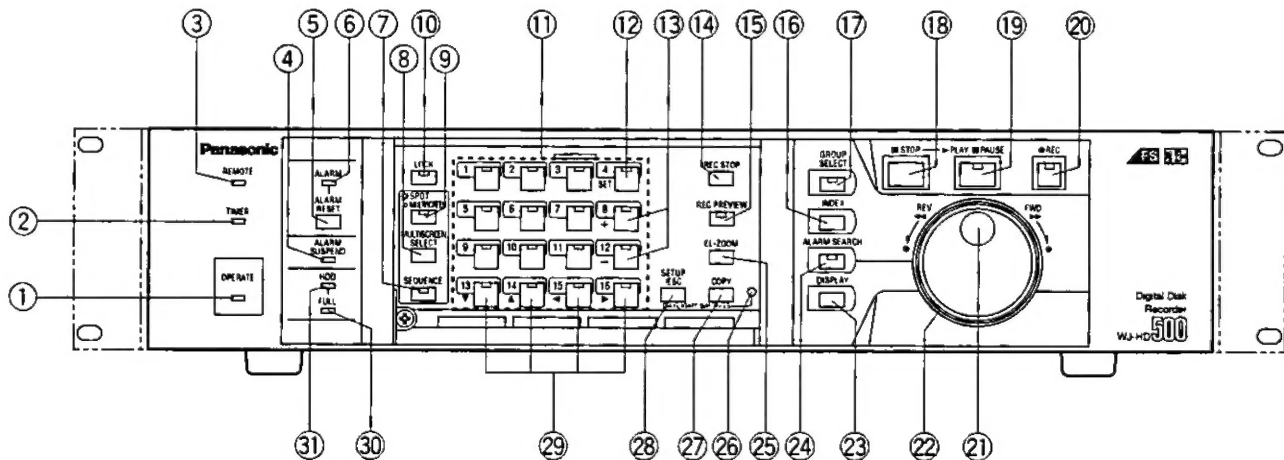 ③ ④ ⑤ ⑥ ⑦ ⑧ ⑨ ⑩ ⑪ ⑫ ⑬ ⑭ ⑮ ⑯ ⑰ ⑱ ⑲ ⑳
Panasonic
REMOTE
② TIMER
① OPERATE
ALARM
ALARM RESET
ALARM SUSPEND
HDD
FULL
LOCK
SPOT
MULTISCREEN SELECT
SEQUENCE
1 2 3 4 SET
5 6 7 8 +
9 10 11 12 −
13 ▼ 14 ▲ 15 ◀ 16 ▶
REC STOP
REC PREVIEW
EL-ZOOM
SETUP /ESC
COPY
GROUP SELECT
INDEX
ALARM SEARCH
DISPLAY
STOP PLAY PAUSE REC
REV FWD
Digital Disk
Recorder
WJ-HD500
㉛ ㉚ ㉙ ㉘ ㉗ ㉖ ㉕ ㉔ ㉓ ㉒ ㉑